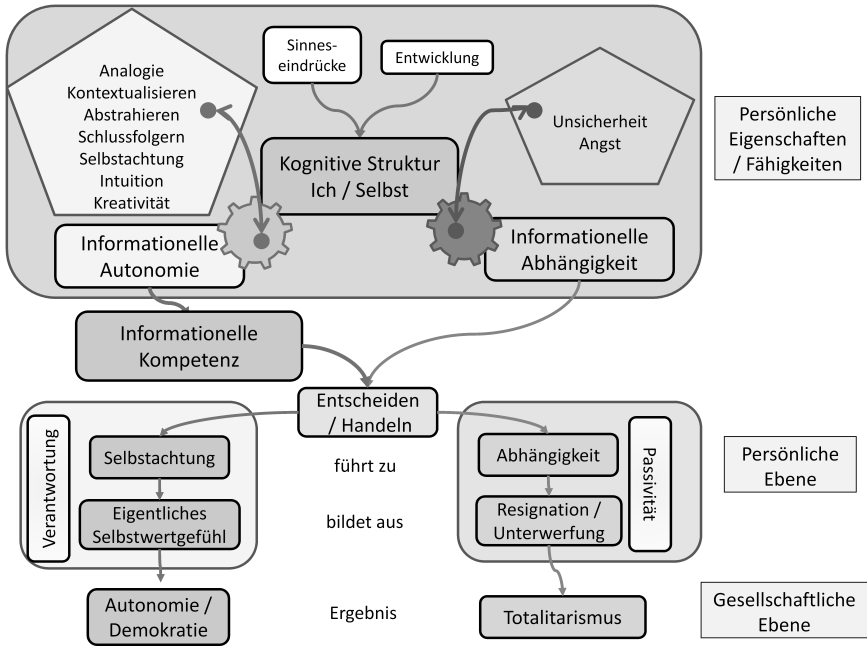 Analogie
Kontextualisieren
Abstrahieren
Schlussfolgern
Selbstachtung
Intuition
Kreativität
Sinnes-
eindrücke
Entwicklung
Unsicherheit
Angst
Persönliche
Eigenschaften
/ Fähigkeiten
Kognitive Struktur
Ich / Selbst
Informationelle
Autonomie
Informationelle
Abhängigkeit
Informationelle
Kompetenz
Entscheiden
/ Handeln
Verantwortung
Selbstachtung
Eigentliches
Selbstwertgefühl
führt zu
bildet aus
Abhängigkeit
Resignation /
Unterwerfung
Passivität
Persönliche
Ebene
Autonomie /
Demokratie
Ergebnis
Totalitarismus
Gesellschaftliche
Ebene